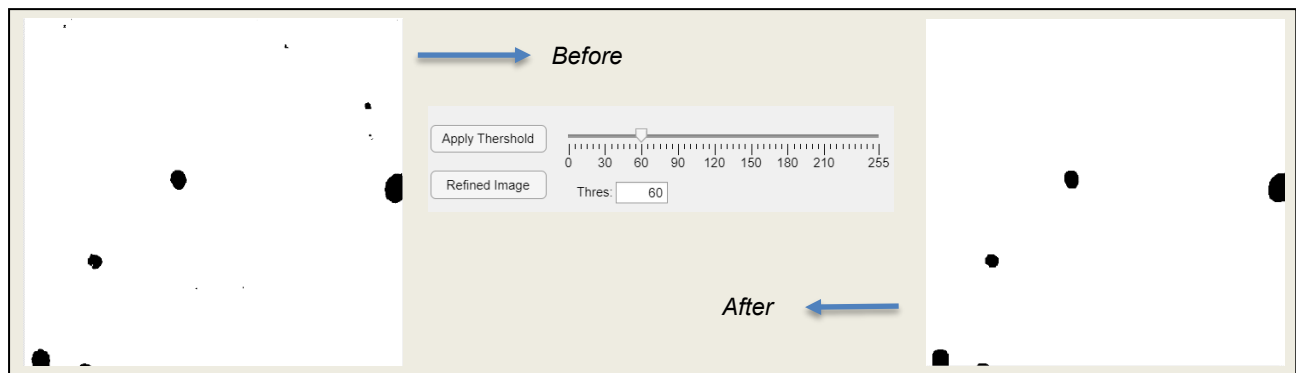 Before
Apply Thershold
0 30 60 90 120 150 180 210 255
Refined Image
Thres: 60
After